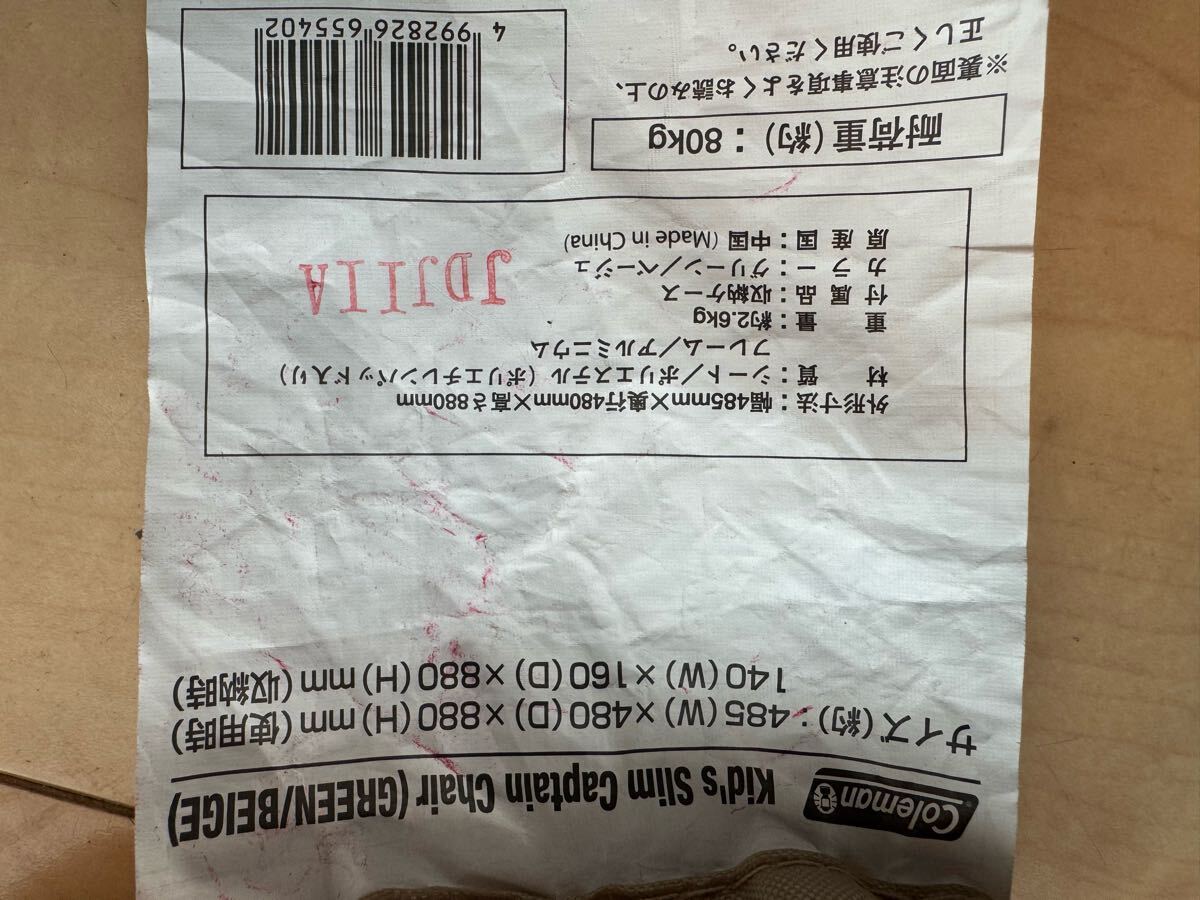 Coleman Kid's Slim Captain Chair (GREEN/BEIGE)
サイズ (約) : 485 (W) ×480 (D) ×880 (H) mm (使用時)
140 (W) ×160 (D) ×880 (H) mm (収納時)
外形寸法：幅485mm×奥行480mm×高さ880mm
材質：シート／ポリエステル（ポリエチレンパッド入り）
フレーム／アルミニウム
重量：約2.6kg
付属品：収納ケース
カラー：グリーン／ベージュ
原産国：中国 (Made in China)
JDJIIA
耐荷重 (約) ：80kg
※裏面の注意事項をよくお読みの上、
正しくご使用ください。
4 992826 655402